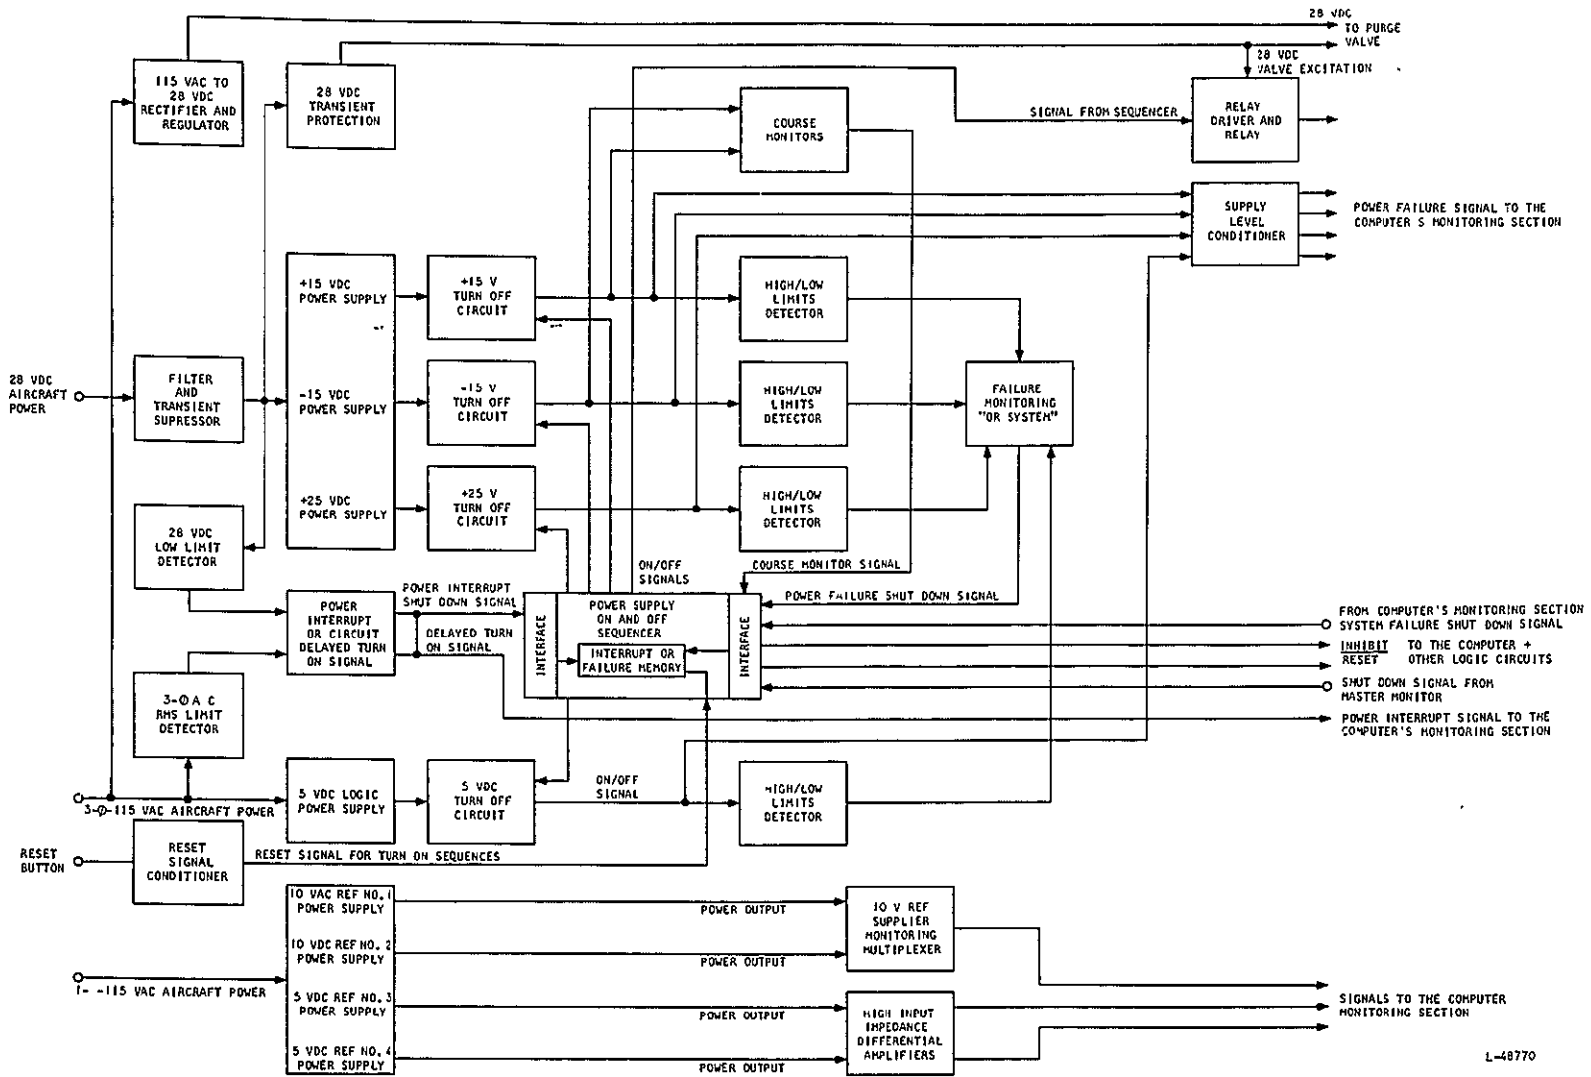 28 VDC
TO PURGE
VALVE
28 VDC
VALVE EXCITATION
115 VAC TO
28 VDC
RECTIFIER AND
REGULATOR
28 VDC
TRANSIENT
PROTECTION
COURSE
MONITORS
SIGNAL FROM SEQUENCER
RELAY
DRIVER AND
RELAY
SUPPLY
LEVEL
CONDITIONER
POWER FAILURE SIGNAL TO THE
COMPUTER S MONITORING SECTION
+15 VDC
POWER SUPPLY
+15 V
TURN OFF
CIRCUIT
HIGH/LOW
LIMITS
DETECTOR
28 VDC
AIRCRAFT
POWER
FILTER
AND
TRANSIENT
SUPRESSOR
-15 VDC
POWER SUPPLY
-15 V
TURN OFF
CIRCUIT
HIGH/LOW
LIMITS
DETECTOR
FAILURE
MONITORING
"OR SYSTEM"
+25 VDC
POWER SUPPLY
+25 V
TURN OFF
CIRCUIT
HIGH/LOW
LIMITS
DETECTOR
28 VDC
LOW LIMIT
DETECTOR
ON/OFF
SIGNALS
COURSE MONITOR SIGNAL
POWER INTERRUPT
OR CIRCUIT
DELAYED TURN
ON SIGNAL
POWER INTERRUPT
SHUT DOWN SIGNAL
DELAYED TURN
ON SIGNAL
INTERFACE
POWER SUPPLY
ON AND OFF
SEQUENCER
INTERRUPT OR
FAILURE MEMORY
INTERFACE
POWER FAILURE SHUT DOWN SIGNAL
FROM COMPUTER'S MONITORING SECTION
SYSTEM FAILURE SHUT DOWN SIGNAL
INHIBIT TO THE COMPUTER +
RESET OTHER LOGIC CIRCUITS
SHUT DOWN SIGNAL FROM
MASTER MONITOR
POWER INTERRUPT SIGNAL TO THE
COMPUTER'S MONITORING SECTION
3-Ø A C
RMS LIMIT
DETECTOR
3-Ø-115 VAC AIRCRAFT POWER
5 VDC LOGIC
POWER SUPPLY
5 VDC
TURN OFF
CIRCUIT
ON/OFF
SIGNAL
HIGH/LOW
LIMITS
DETECTOR
RESET
BUTTON
RESET
SIGNAL
CONDITIONER
RESET SIGNAL FOR TURN ON SEQUENCES
10 VAC REF NO.1
POWER SUPPLY
POWER OUTPUT
10 V REF
SUPPLIER
MONITORING
MULTIPLEXER
10 VDC REF NO. 2
POWER SUPPLY
POWER OUTPUT
1- -115 VAC AIRCRAFT POWER
5 VDC REF NO.3
POWER SUPPLY
POWER OUTPUT
HIGH INPUT
IMPEDANCE
DIFFERENTIAL
AMPLIFIERS
SIGNALS TO THE COMPUTER
MONITORING SECTION
5 VDC REF NO.4
POWER SUPPLY
POWER OUTPUT
L-48770